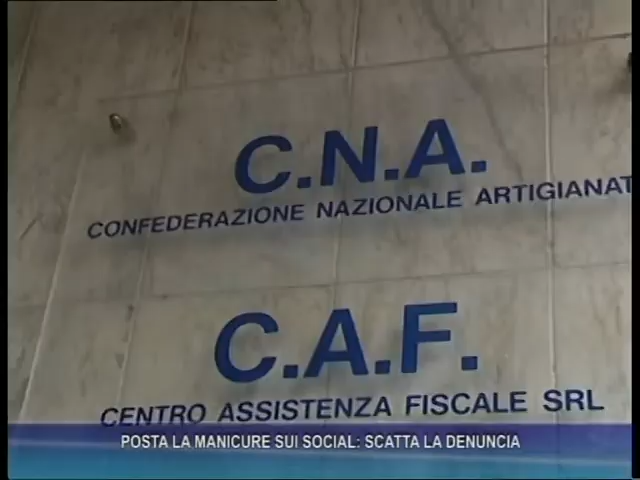 C.N.A.
CONFEDERAZIONE NAZIONALE ARTIGIANAT
C.A.F.
CENTRO ASSISTENZA FISCALE SRL
POSTA LA MANICURE SUI SOCIAL: SCATTA LA DENUNCIA